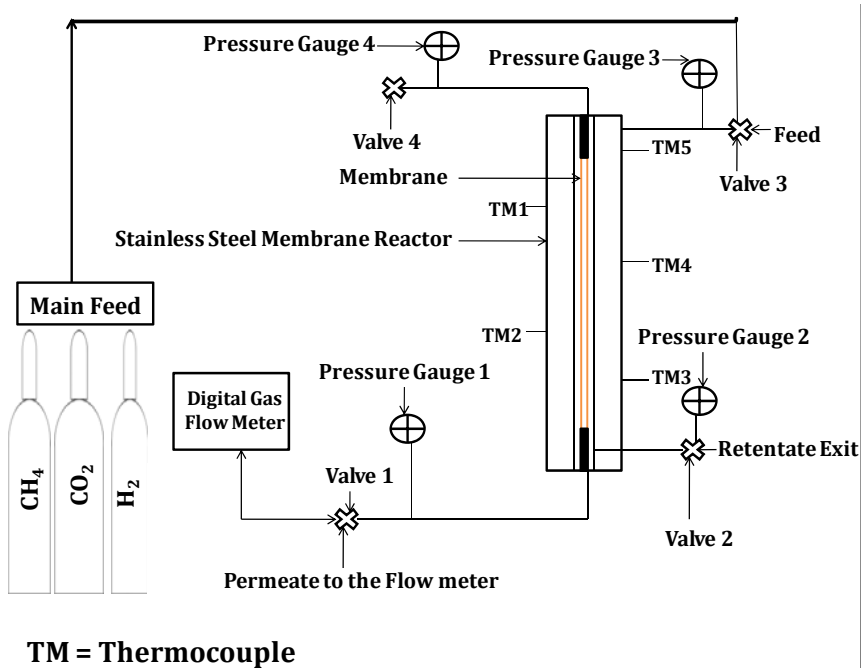 Pressure Gauge 4
Pressure Gauge 3
Valve 4
Feed
TM5
Membrane
Valve 3
TM1
Stainless Steel Membrane Reactor
TM4
Main Feed
TM2
Pressure Gauge 2
Pressure Gauge 1
TM3
Digital Gas
Flow Meter
Retentate Exit
Valve 1
CH₄
CO₂
H₂
Valve 2
Permeate to the Flow meter
TM = Thermocouple